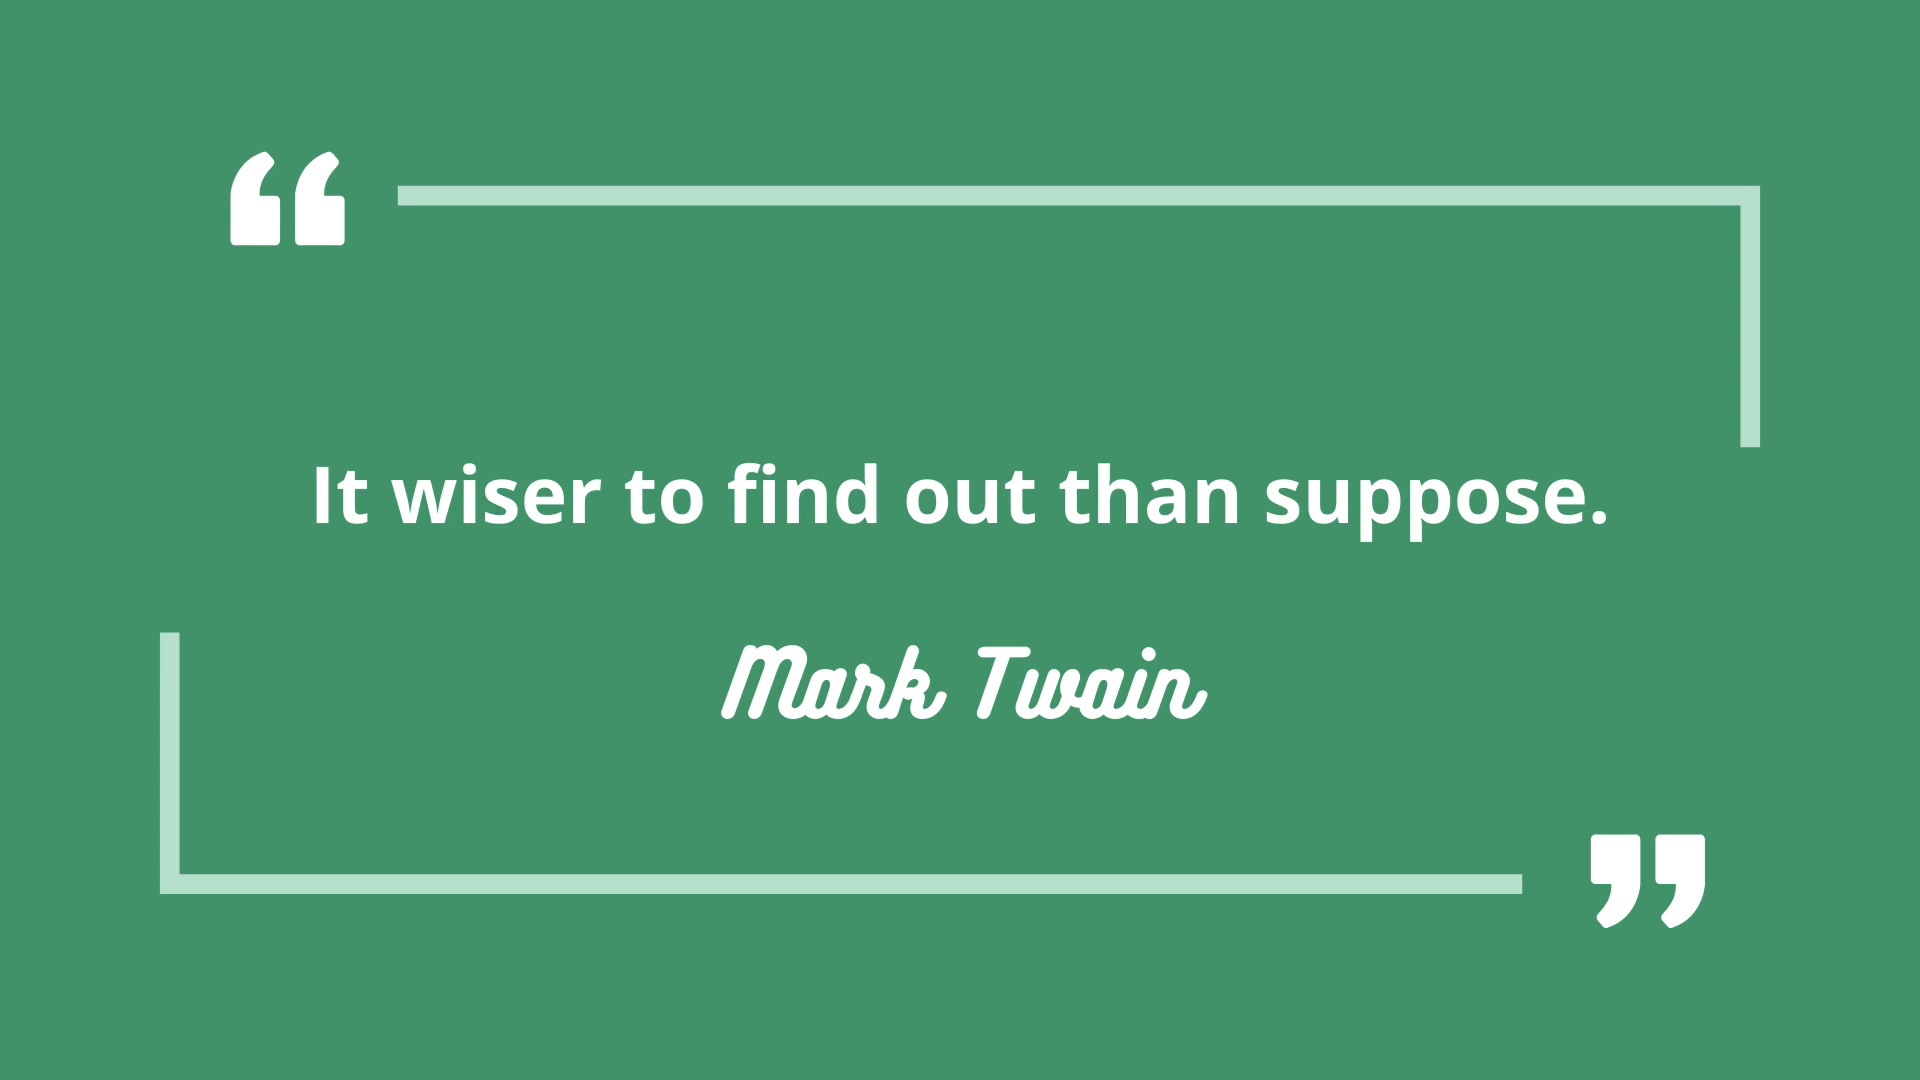 “
It wiser to find out than suppose.
Mark Twain
”